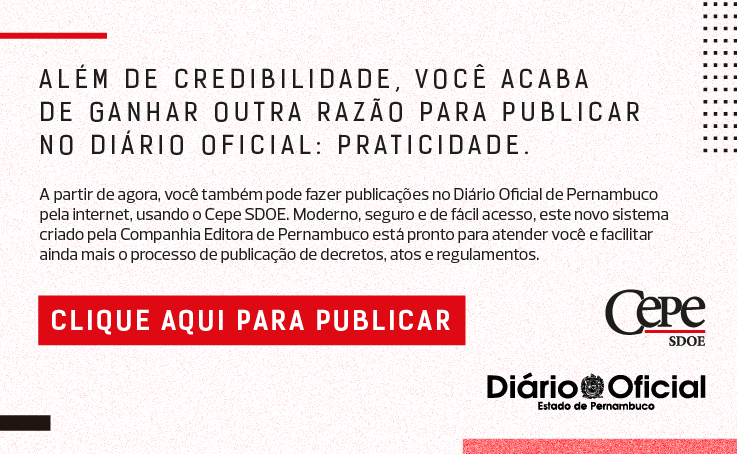 ALÉM DE CREDIBILIDADE, VOCÊ ACABA
DE GANHAR OUTRA RAZÃO PARA PUBLICAR
NO DIÁRIO OFICIAL: PRATICIDADE.
A partir de agora, você também pode fazer publicações no Diário Oficial de Pernambuco
pela internet, usando o Cepe SDOE. Moderno, seguro e de fácil acesso, este novo sistema
criado pela Companhia Editora de Pernambuco está pronto para atender você e facilitar
ainda mais o processo de publicação de decretos, atos e regulamentos.
CLIQUE AQUI PARA PUBLICAR
Cepe
SDOE
Diário Oficial
Estado de Pernambuco